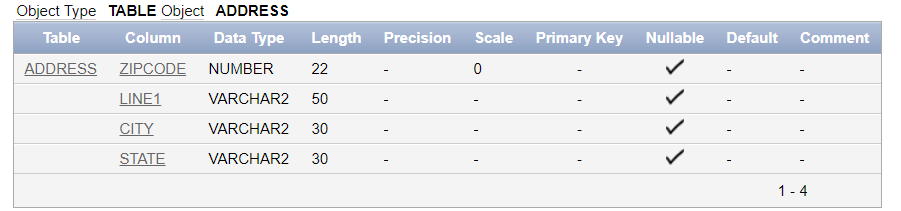 Object Type TABLE Object ADDRESS
Table Column Data Type Length Precision Scale Primary Key Nullable Default Comment
ADDRESS ZIPCODE NUMBER 22 - 0 - ✓ - -
LINE1 VARCHAR2 50 - - - ✓ - -
CITY VARCHAR2 30 - - - ✓ - -
STATE VARCHAR2 30 - - - ✓ - -
1 - 4